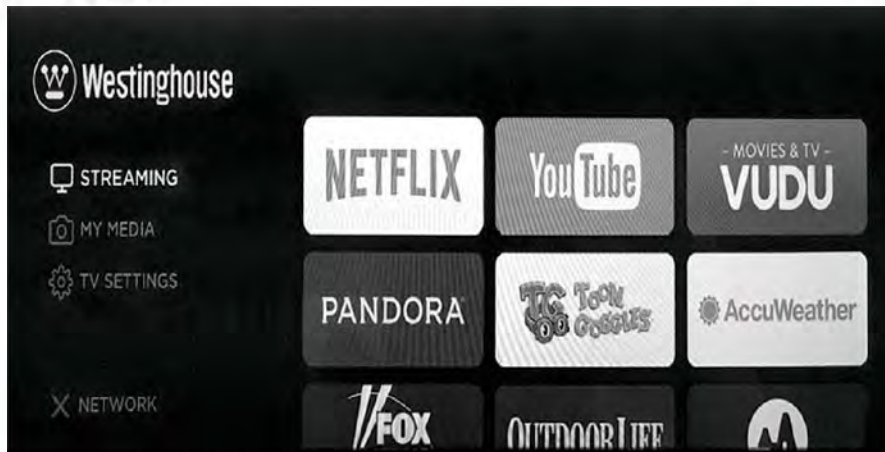 Westinghouse
STREAMING
MY MEDIA
TV SETTINGS
NETWORK
NETFLIX
YouTube
- MOVIES & TV -
VUDU
PANDORA
TG TOON
GOGGLES
AccuWeather
FOX
OUTDOOR LIFE